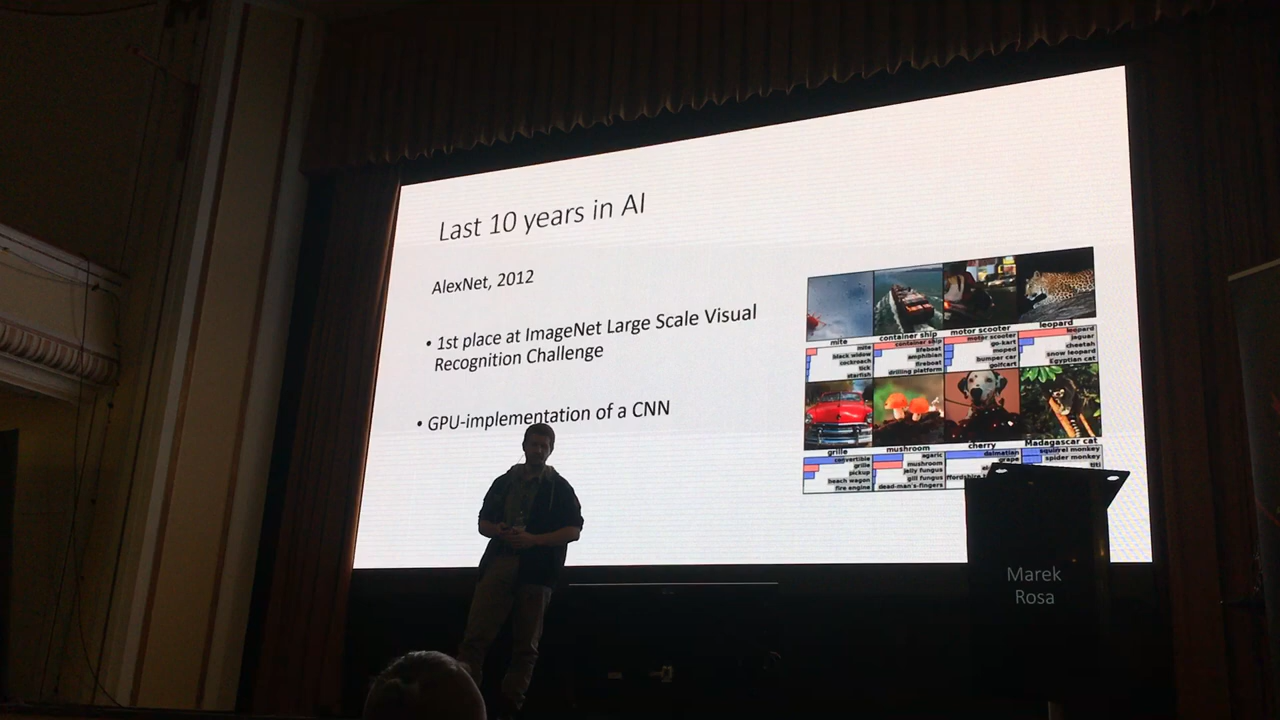 Last 10 years in AI
AlexNet, 2012
• 1st place at ImageNet Large Scale Visual
Recognition Challenge
• GPU-implementation of a CNN
mite
container ship
motor scooter
leopard
mite
black widow
cockroach
tick
starfish
container ship
lifeboat
amphibian
fireboat
drilling platform
motor scooter
go-kart
moped
bumper car
golfcart
leopard
jaguar
cheetah
snow leopard
Egyptian cat
grille
mushroom
cherry
Madagascar cat
convertible
grille
pickup
beach wagon
fire engine
agaric
mushroom
jelly fungus
gill fungus
dead-man's-fingers
dalmatian
grape
squirrel monkey
spider monkey
titi
Marek
Rosa